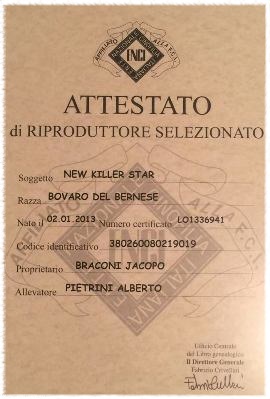 ENCI
ATTESTATO
di RIPRODUTTORE SELEZIONATO
Soggetto NEW KILLER STAR
Razza BOVARO DEL BERNESE
Nato il 02.01.2013 Numero certificato LO1336941
Codice identificativo 380260080219019
Proprietario BRACONI JACOPO
Allevatore PIETRINI ALBERTO
Ufficio Centrale
del Libro genealogico
Il Direttore Generale
Fabrizio Crivellari